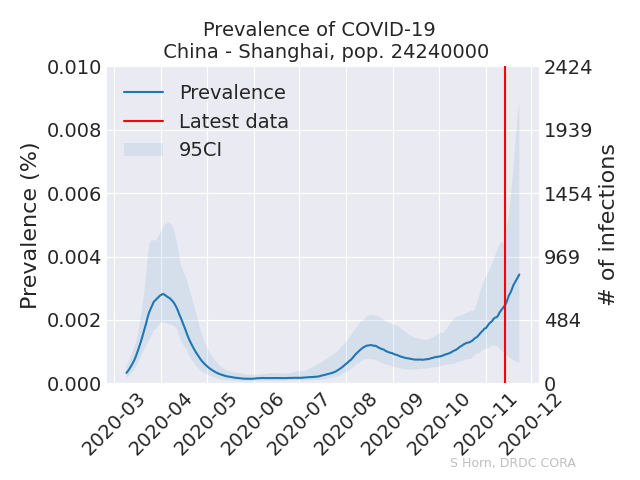 Prevalence of COVID-19
China - Shanghai, pop. 24240000
Prevalence
Latest data
95CI
Prevalence (%)
0.010
0.008
0.006
0.004
0.002
0.000
2424
1939
1454
969
484
0
# of infections
2020-03
2020-04
2020-05
2020-06
2020-07
2020-08
2020-09
2020-10
2020-11
2020-12
S Horn, DRDC CORA